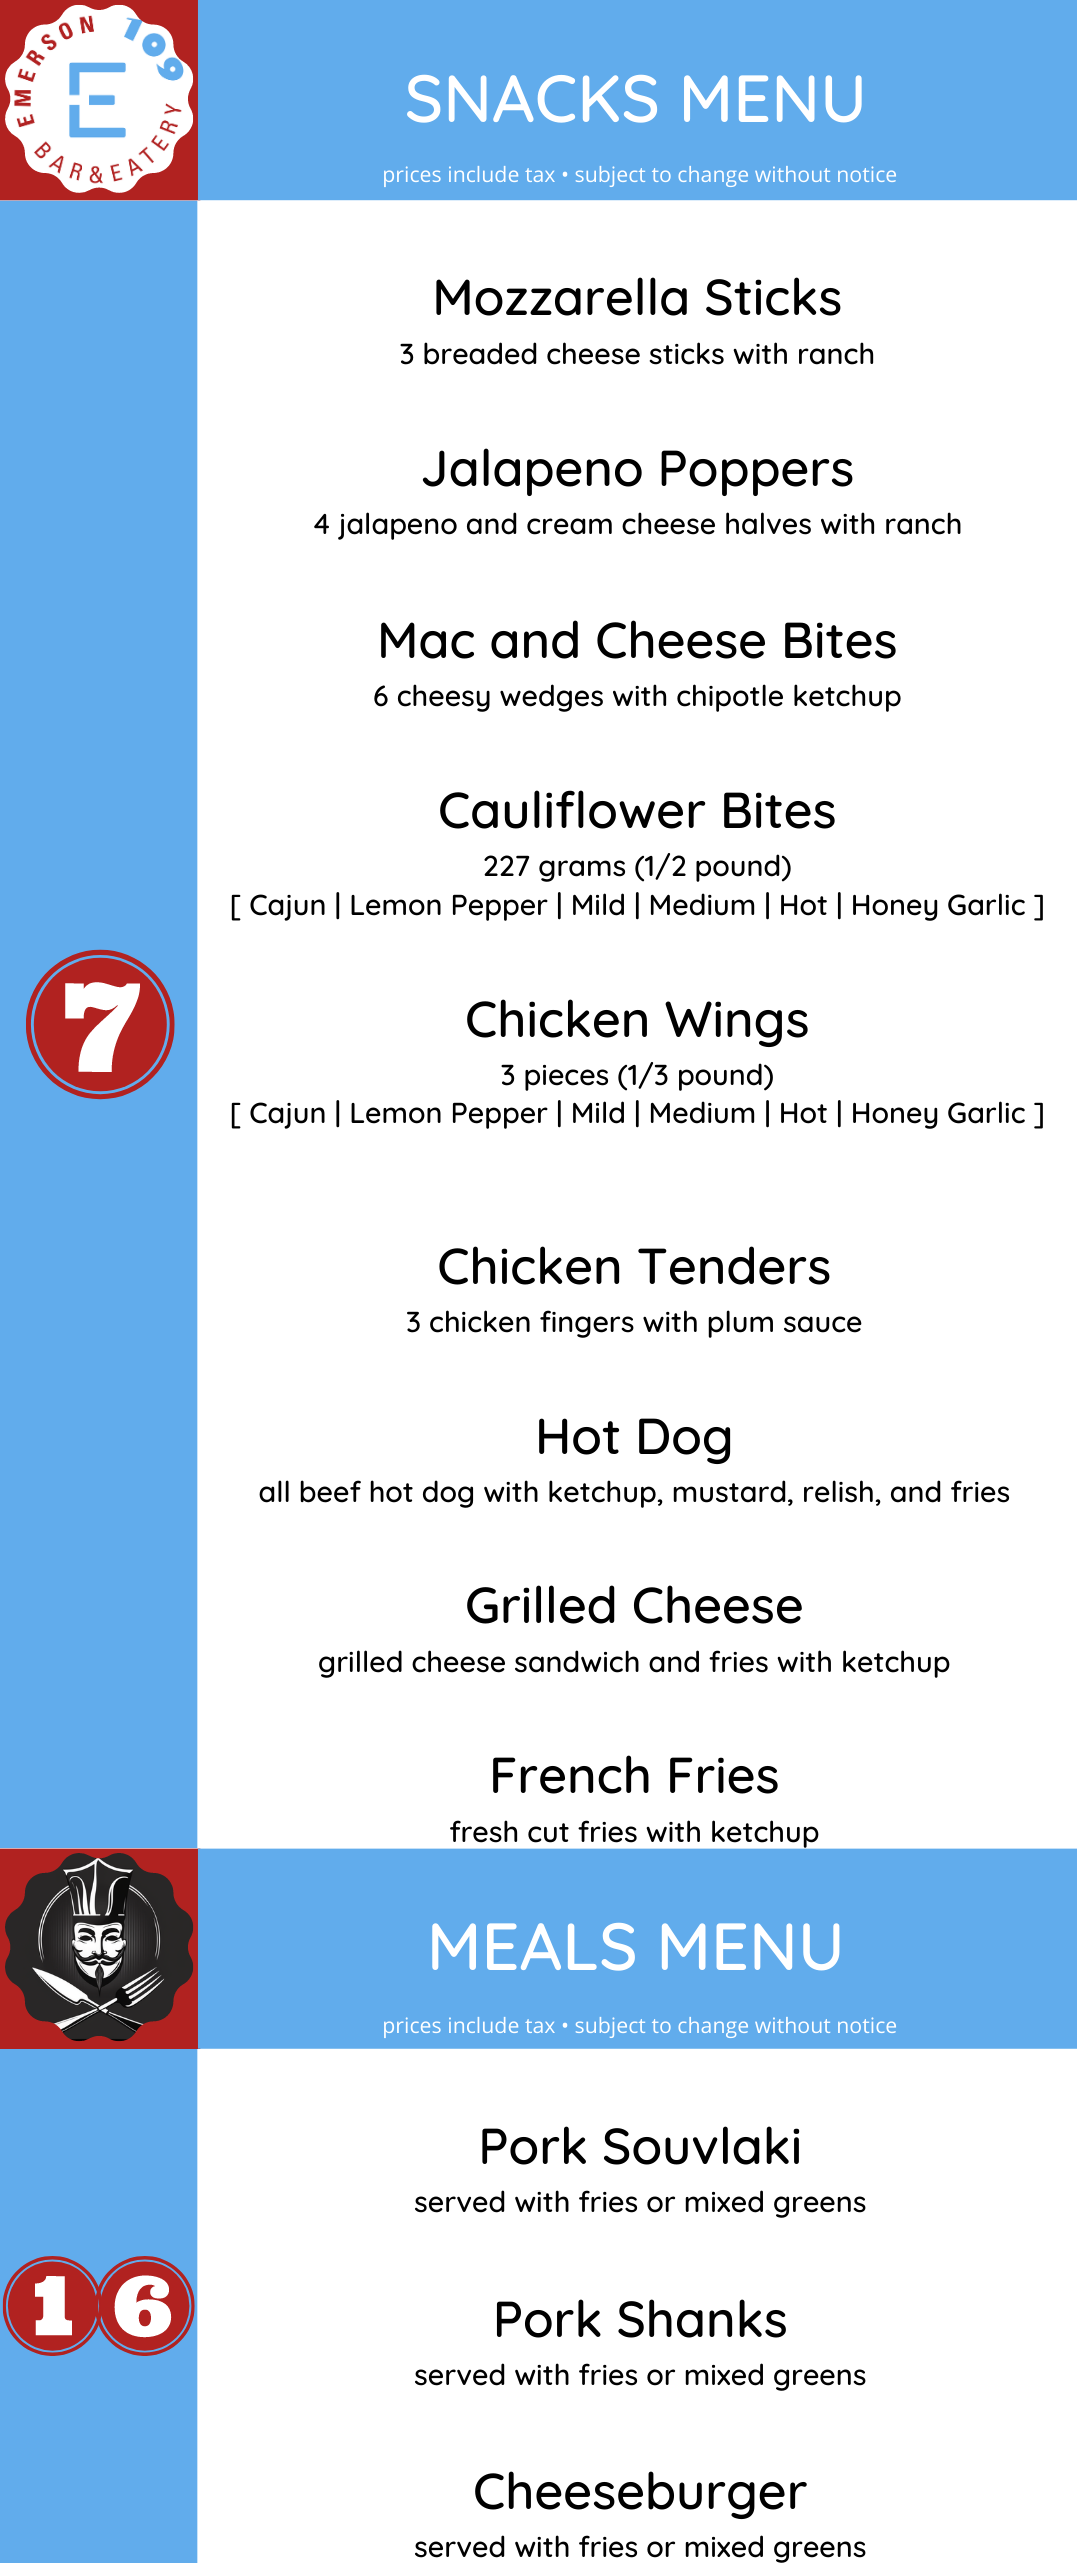 EMERSON 109
E
BAR&EATERY
SNACKS MENU
prices include tax • subject to change without notice
Mozzarella Sticks
3 breaded cheese sticks with ranch
Jalapeno Poppers
4 jalapeno and cream cheese halves with ranch
Mac and Cheese Bites
6 cheesy wedges with chipotle ketchup
Cauliflower Bites
227 grams (1/2 pound)
[ Cajun | Lemon Pepper | Mild | Medium | Hot | Honey Garlic ]
7
Chicken Wings
3 pieces (1/3 pound)
[ Cajun | Lemon Pepper | Mild | Medium | Hot | Honey Garlic ]
Chicken Tenders
3 chicken fingers with plum sauce
Hot Dog
all beef hot dog with ketchup, mustard, relish, and fries
Grilled Cheese
grilled cheese sandwich and fries with ketchup
French Fries
fresh cut fries with ketchup
MEALS MENU
prices include tax • subject to change without notice
Pork Souvlaki
served with fries or mixed greens
16
Pork Shanks
served with fries or mixed greens
Cheeseburger
served with fries or mixed greens